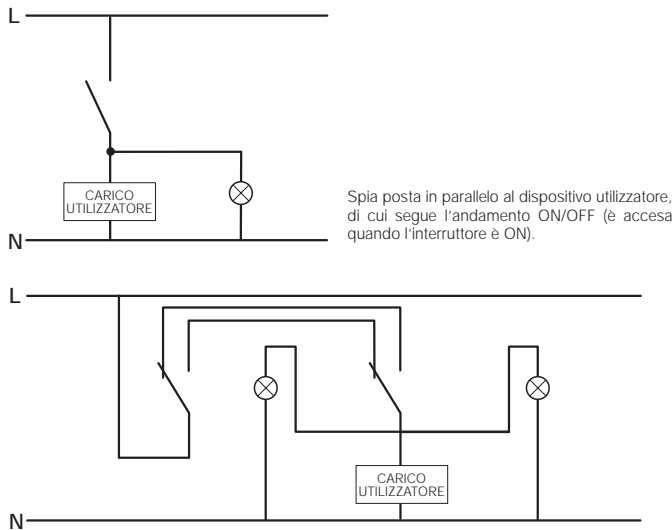 L
CARICO
UTILIZZATORE
Spia posta in parallelo al dispositivo utilizzatore,
di cui segue l'andamento ON/OFF (è accesa
quando l'interruttore è ON).
N
L
CARICO
UTILIZZATORE
N